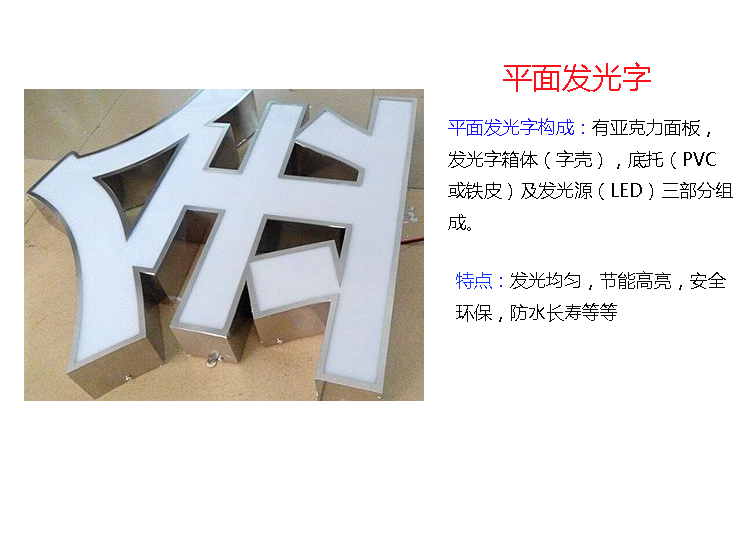 平面发光字
平面发光字构成：有亚克力面板，
发光字箱体（字壳），底托（PVC
或铁皮）及发光源（LED）三部分组
成。
特点：发光均匀，节能高亮，安全
环保，防水长寿等等